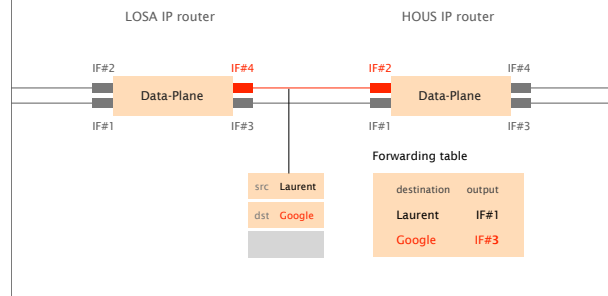 LOSA IP router
HOUS IP router
IF#2
IF#4
IF#2
IF#4
Data-Plane
Data-Plane
IF#1
IF#3
IF#1
IF#3
Forwarding table
src Laurent
destination output
dst Google
Laurent IF#1
Google IF#3